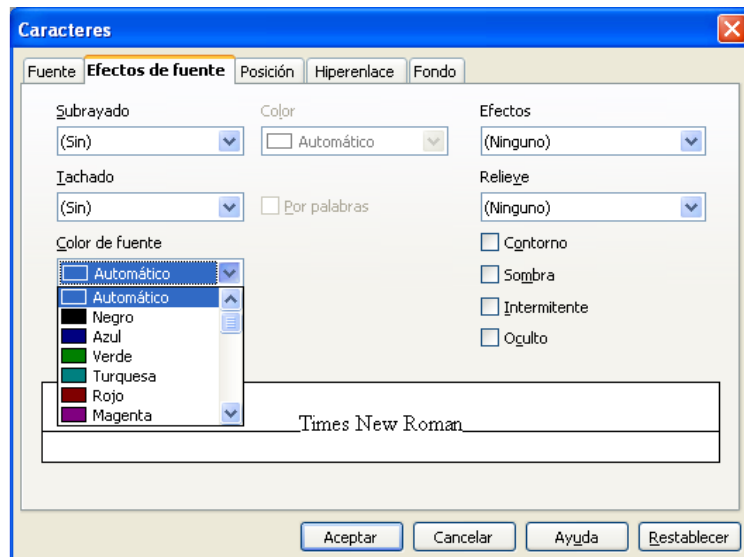 Caracteres
Fuente Efectos de fuente Posición Hiperenlace Fondo
Subrayado Color Efectos
(Sin) Automático (Ninguno)
Tachado Relieve
(Sin) Por palabras (Ninguno)
Color de fuente Contorno
Automático Sombra
Automático
Negro Intermitente
Azul Oculto
Verde
Turquesa
Rojo
Magenta
Times New Roman
Aceptar Cancelar Ayuda Restablecer